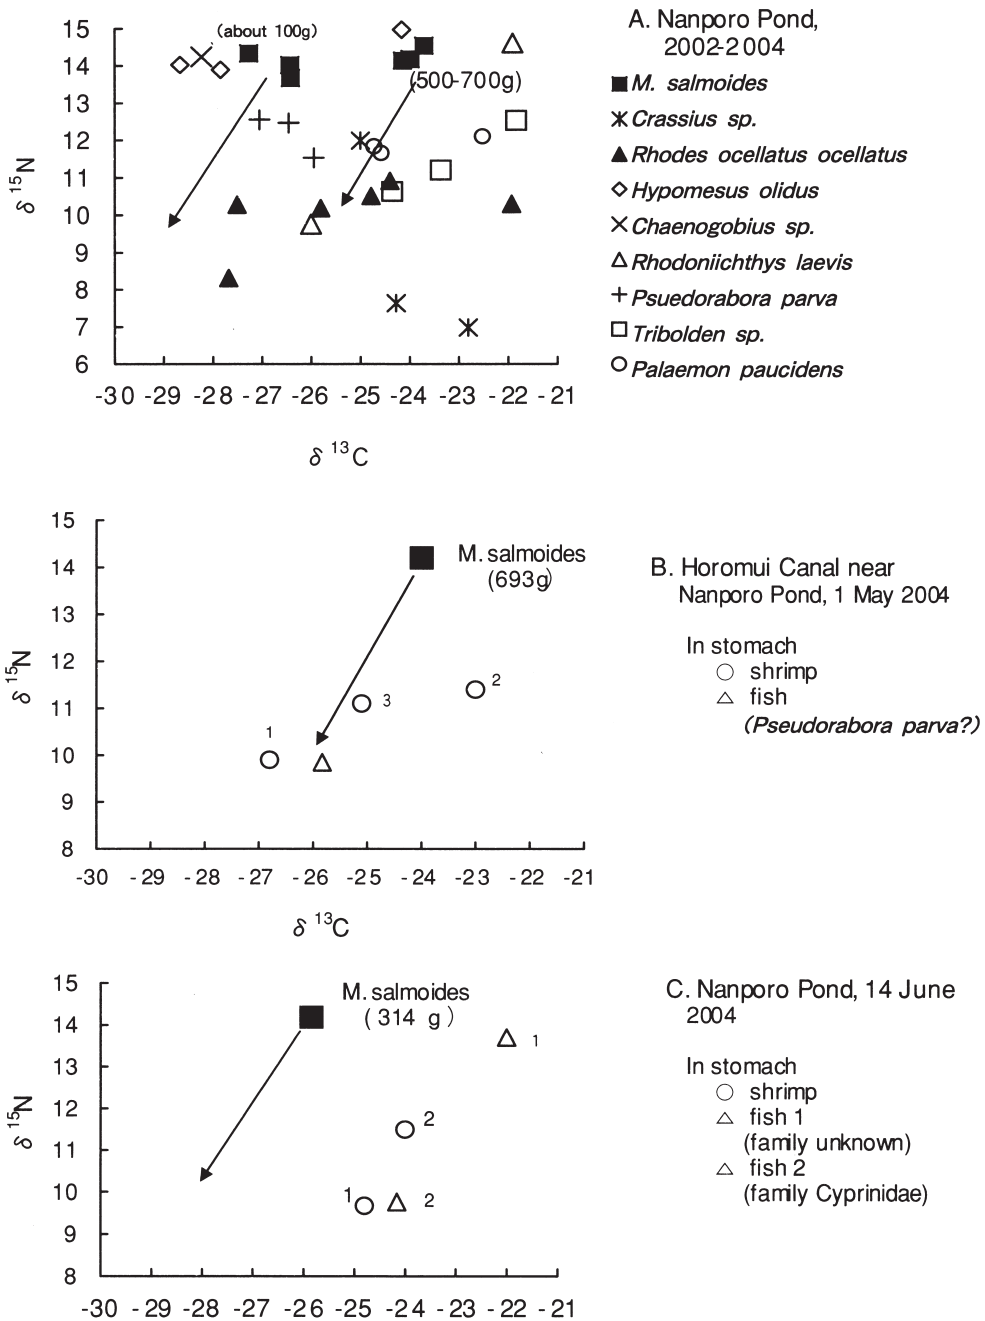 A. Nanporo Pond,
2002-2004
M. salmoides
Crassius sp.
Rhodes ocellatus ocellatus
Hypomesus olidus
Chaenogobius sp.
Rhodoniichthys laevis
Psuedorabora parva
Tribolden sp.
Palaemon paucidens
(about 100g)
(500-700g)
15
14
13
12
11
10
9
8
7
6
δ 15N
-30 -29 -28 -27 -26 -25 -24 -23 -22 -21
δ 13C
B. Horomui Canal near
Nanporo Pond, 1 May 2004
In stomach
shrimp
fish
(Pseudorabora parva?)
M. salmoides
(693g)
1
2
3
15
14
13
12
11
10
9
8
δ 15N
-30 -29 -28 -27 -26 -25 -24 -23 -22 -21
δ 13C
C. Nanporo Pond, 14 June
2004
In stomach
shrimp
fish 1
(family unknown)
fish 2
(family Cyprinidae)
M. salmoides
( 314 g )
1
2
1
2
15
14
13
12
11
10
9
8
δ 15N
-30 -29 -28 -27 -26 -25 -24 -23 -22 -21